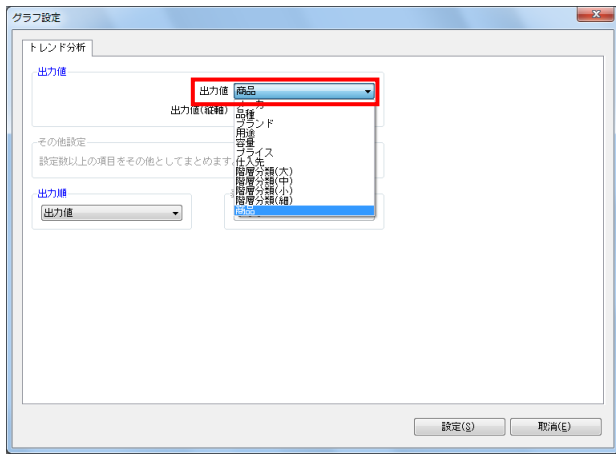 グラフ設定
トレンド分析
出力値
出力値 商品
出力値(縦軸)
メーカ
品種
ブランド
用途
容量
プライス
仕入先
階層分類(大)
階層分類(中)
階層分類(小)
階層分類(細)
商品
その他設定
設定数以上の項目をその他としてまとめます。
出力順
出力値
設定(S)
取消(E)